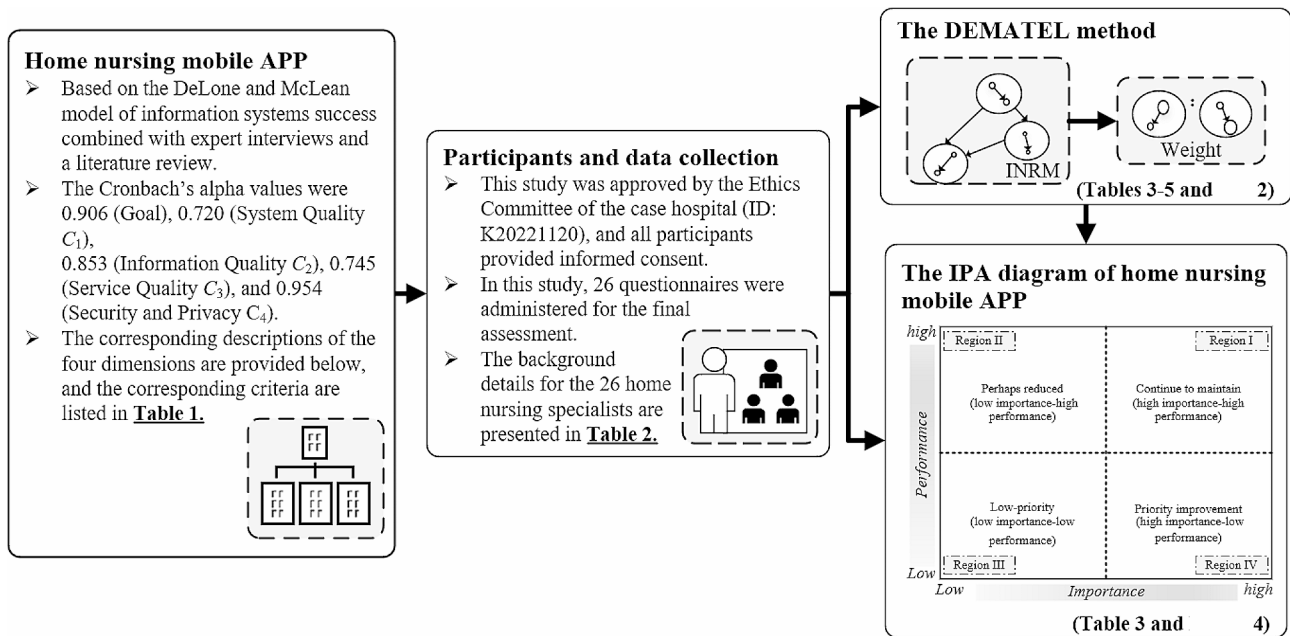 Home nursing mobile APP
➢ Based on the DeLone and McLean
model of information systems success
combined with expert interviews and
a literature review.
➢ The Cronbach's alpha values were
0.906 (Goal), 0.720 (System Quality
C₁),
0.853 (Information Quality C₂), 0.745
(Service Quality C₃), and 0.954
(Security and Privacy C₄).
➢ The corresponding descriptions of the
four dimensions are provided below,
and the corresponding criteria are
listed in Table 1.
Participants and data collection
➢ This study was approved by the Ethics
Committee of the case hospital (ID:
K20221120), and all participants
provided informed consent.
➢ In this study, 26 questionnaires were
administered for the final
assessment.
➢ The background
details for the 26 home
nursing specialists are
presented in Table 2.
The DEMATEL method
INRM
:
Weight
(Tables 3-5 and 2)
The IPA diagram of home nursing
mobile APP
high
Performance
Low
Region II
Perhaps reduced
(low importance-high
performance)
Region I
Continue to maintain
(high importance-high
performance)
Low-priority
(low importance-low
performance)
Region III
Priority improvement
(high importance-low
performance)
Region IV
Low
Importance
high
(Table 3 and 4)